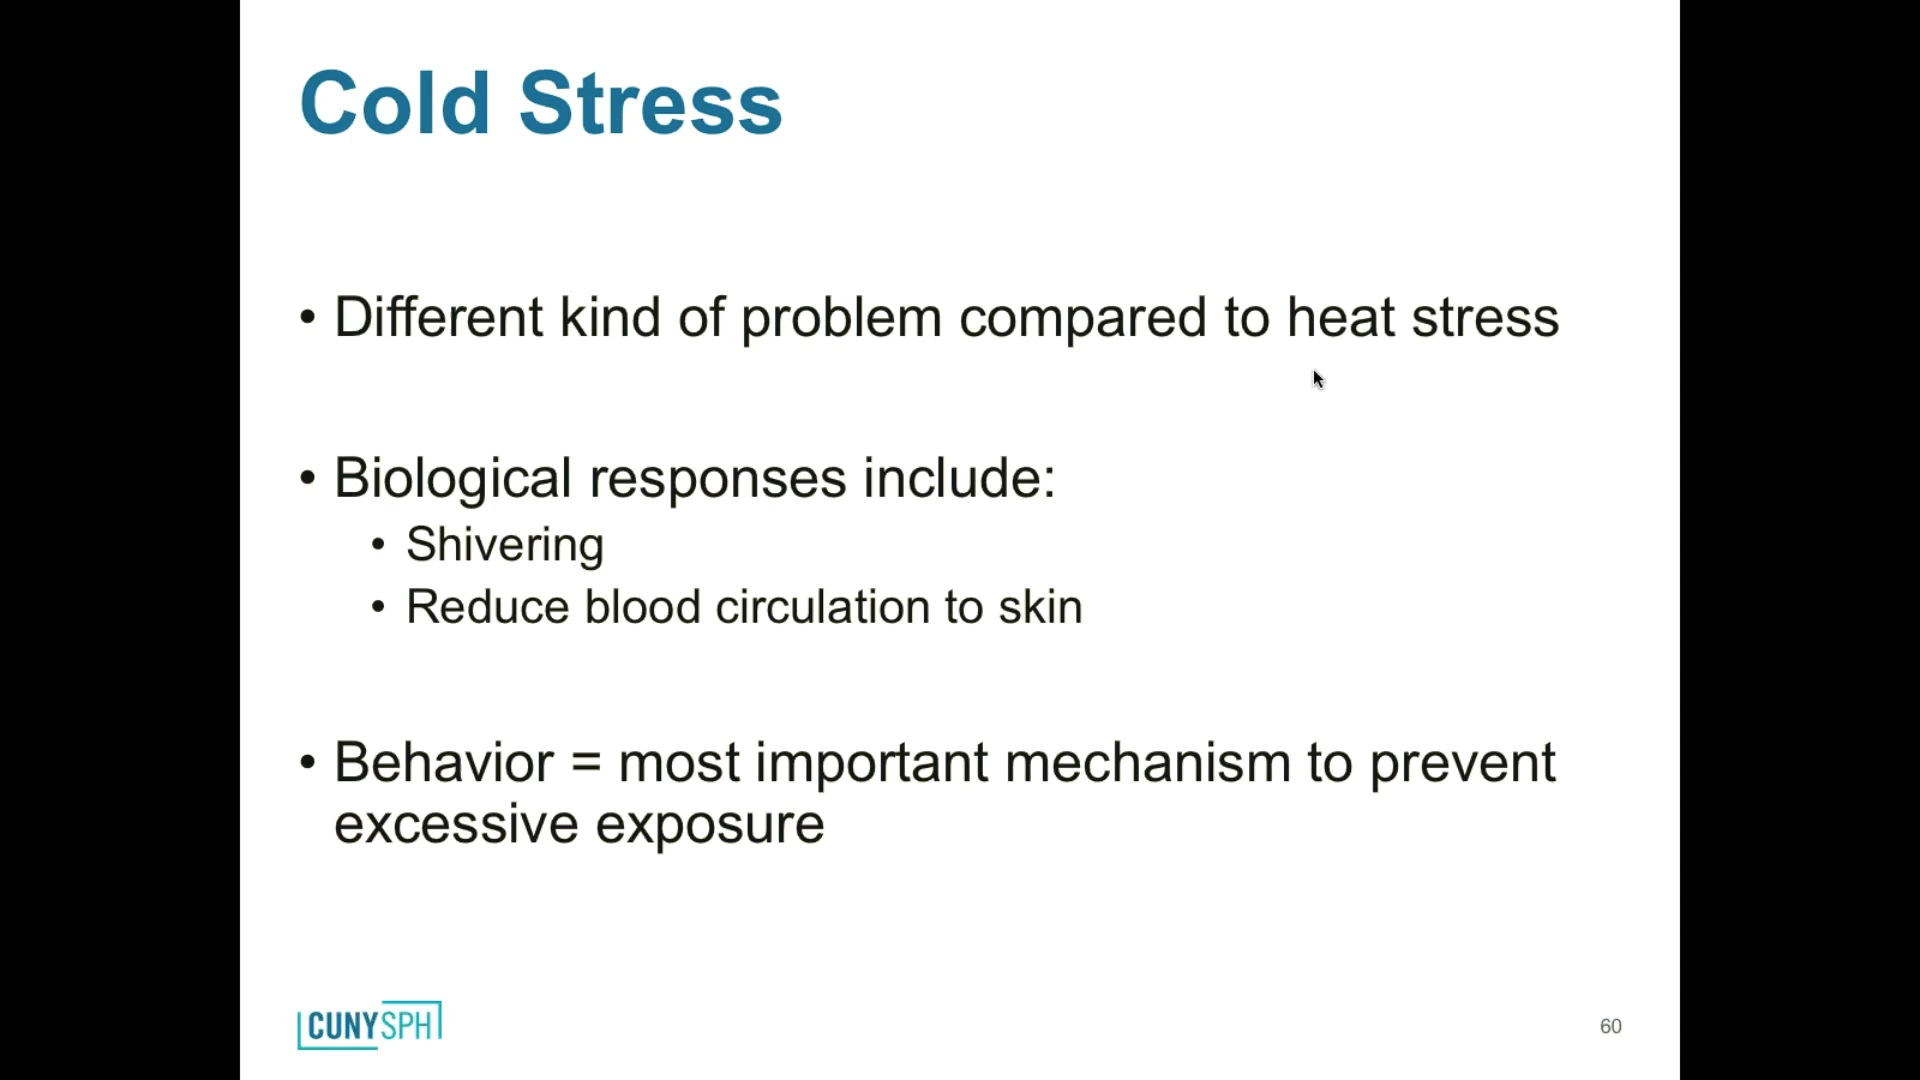 Cold Stress
• Different kind of problem compared to heat stress
• Biological responses include:
• Shivering
• Reduce blood circulation to skin
• Behavior = most important mechanism to prevent
excessive exposure
CUNYSPH
60